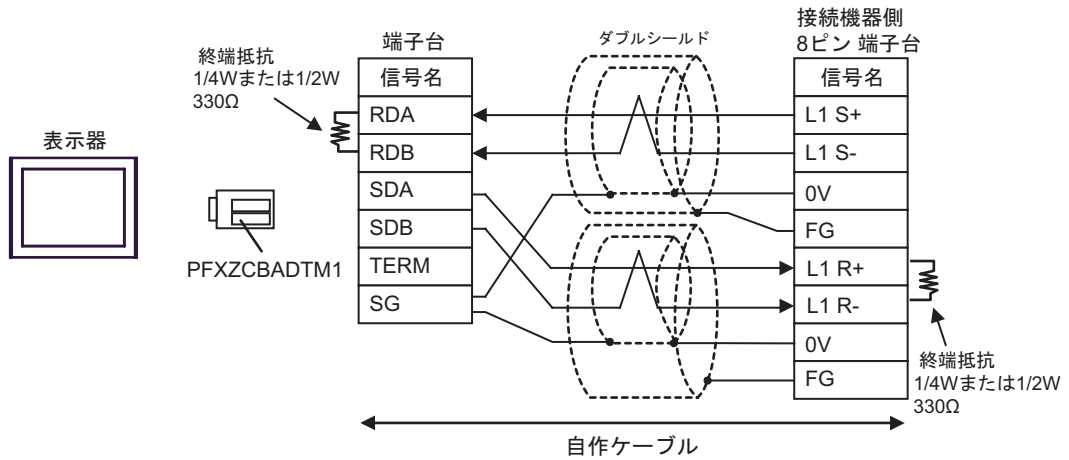 表示器
PFXZCBADTM1
終端抵抗
1/4Wまたは1/2W
330Ω
端子台
信号名
RDA
RDB
SDA
SDB
TERM
SG
ダブルシールド
接続機器側
8ピン 端子台
信号名
L1 S+
L1 S-
0V
FG
L1 R+
L1 R-
0V
FG
終端抵抗
1/4Wまたは1/2W
330Ω
自作ケーブル